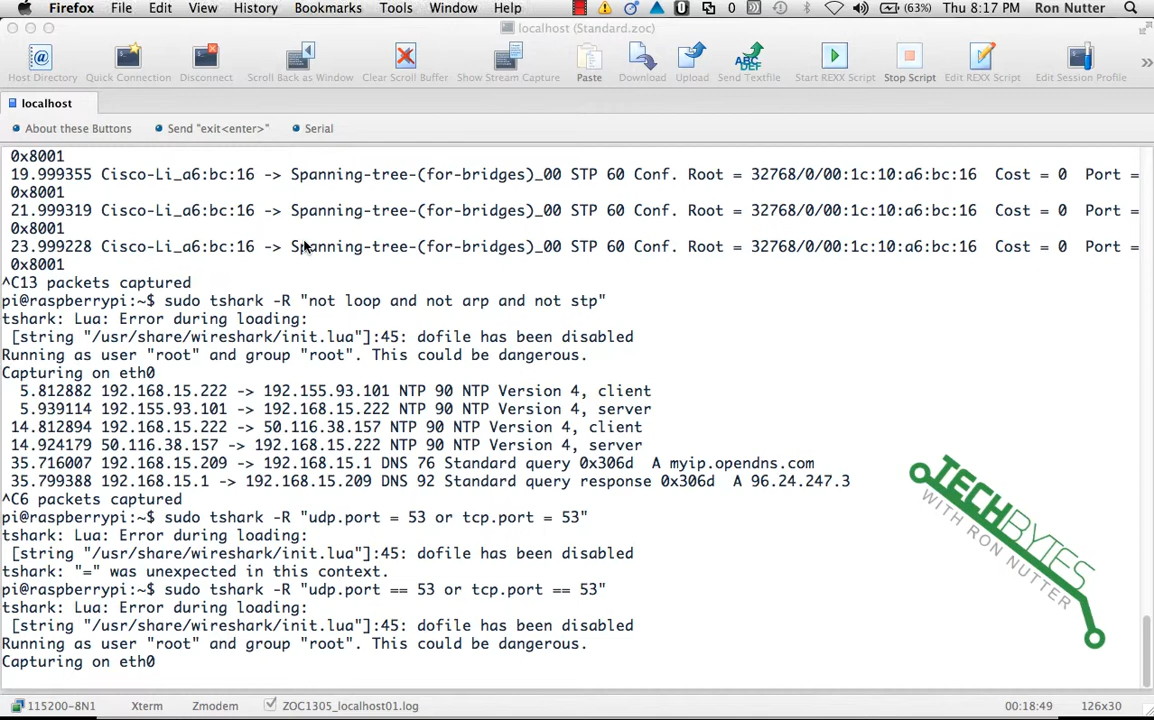 Firefox File Edit View History Bookmarks Tools Window Help 0 (63%) Thu 8:17 PM Ron Nutter
localhost (Standard.zoc)
Host Directory Quick Connection Disconnect Scroll Back as Window Clear Scroll Buffer Show Stream Capture Paste Download Upload Send Textfile Start REXX Script Stop Script Edit REXX Script Edit Session Profile
localhost
About these Buttons Send "exit<enter>" Serial
0x8001
19.999355 Cisco-Li_a6:bc:16 -> Spanning-tree-(for-bridges)_00 STP 60 Conf. Root = 32768/0/00:1c:10:a6:bc:16  Cost = 0  Port =
0x8001
21.999319 Cisco-Li_a6:bc:16 -> Spanning-tree-(for-bridges)_00 STP 60 Conf. Root = 32768/0/00:1c:10:a6:bc:16  Cost = 0  Port =
0x8001
23.999228 Cisco-Li_a6:bc:16 -> Spanning-tree-(for-bridges)_00 STP 60 Conf. Root = 32768/0/00:1c:10:a6:bc:16  Cost = 0  Port =
0x8001
^C13 packets captured
pi@raspberrypi:~$ sudo tshark -R "not loop and not arp and not stp"
tshark: Lua: Error during loading:
[string "/usr/share/wireshark/init.lua"]:45: dofile has been disabled
Running as user "root" and group "root". This could be dangerous.
Capturing on eth0
5.812882 192.168.15.222 -> 192.155.93.101 NTP 90 NTP Version 4, client
5.939114 192.155.93.101 -> 192.168.15.222 NTP 90 NTP Version 4, server
14.812894 192.168.15.222 -> 50.116.38.157 NTP 90 NTP Version 4, client
14.924179 50.116.38.157 -> 192.168.15.222 NTP 90 NTP Version 4, server
35.716007 192.168.15.209 -> 192.168.15.1 DNS 76 Standard query 0x306d  A myip.opendns.com
35.799388 192.168.15.1 -> 192.168.15.209 DNS 92 Standard query response 0x306d  A 96.24.247.3
^C6 packets captured
pi@raspberrypi:~$ sudo tshark -R "udp.port = 53 or tcp.port = 53"
tshark: Lua: Error during loading:
[string "/usr/share/wireshark/init.lua"]:45: dofile has been disabled
tshark: "=" was unexpected in this context.
pi@raspberrypi:~$ sudo tshark -R "udp.port == 53 or tcp.port == 53"
tshark: Lua: Error during loading:
[string "/usr/share/wireshark/init.lua"]:45: dofile has been disabled
Running as user "root" and group "root". This could be dangerous.
Capturing on eth0
TECHBYTES
WITH RON NUTTER
115200-8N1 Xterm Zmodem ZOC1305_localhost01.log 00:18:49 126x30